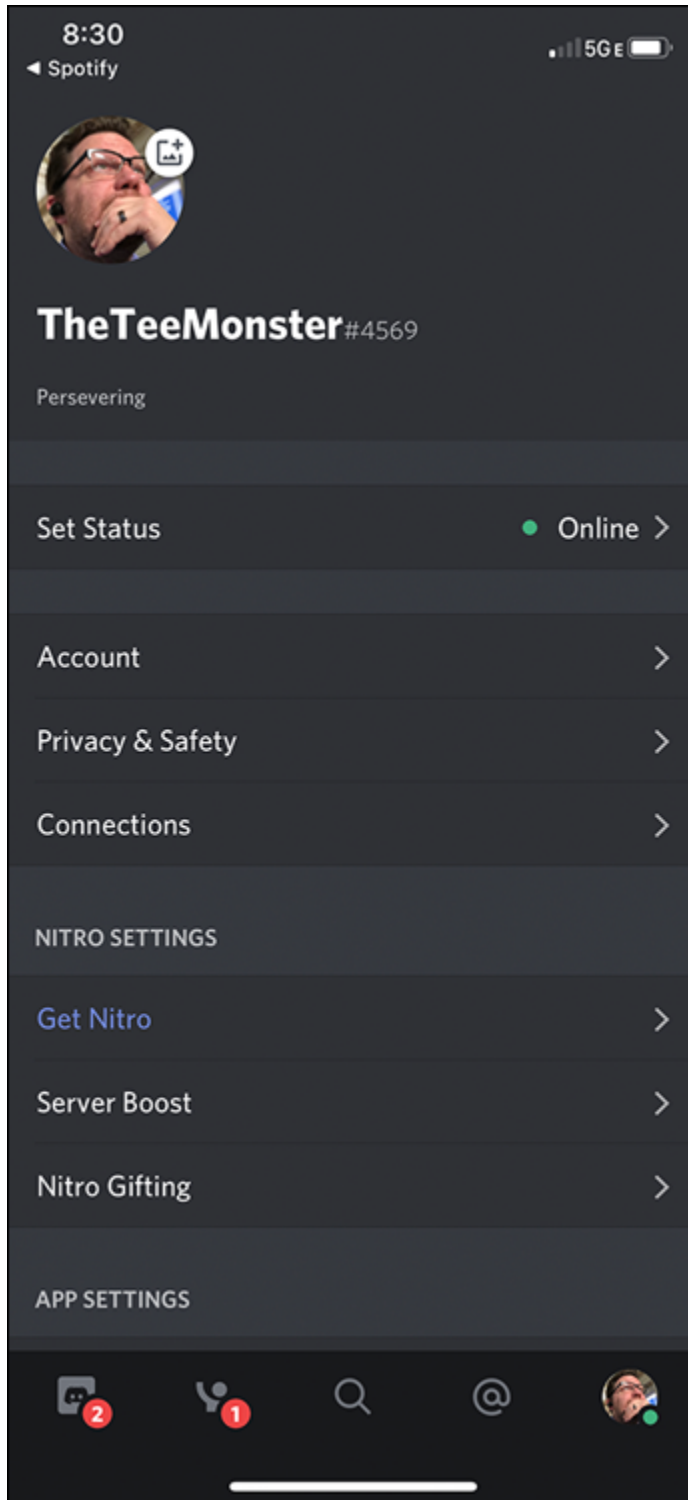 8:30
5G E
◀ Spotify
TheTeeMonster#4569
Persevering
Set Status
Online
Account
Privacy & Safety
Connections
NITRO SETTINGS
Get Nitro
Server Boost
Nitro Gifting
APP SETTINGS
2
1
@